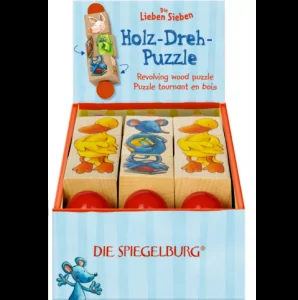 Die
Lieben Sieben
Holz-Dreh-
Puzzle
Revolving wood puzzle
Puzzle tournant en bois
DIE SPIEGELBURG®